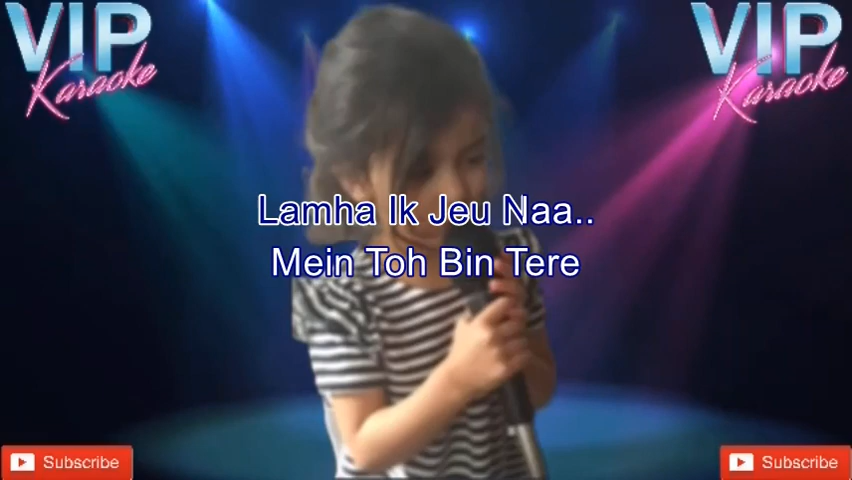 VIP
Karaoke
VIP
Karaoke
Lamha Ik Jeu Naa..
Mein Toh Bin Tere
Subscribe
Subscribe